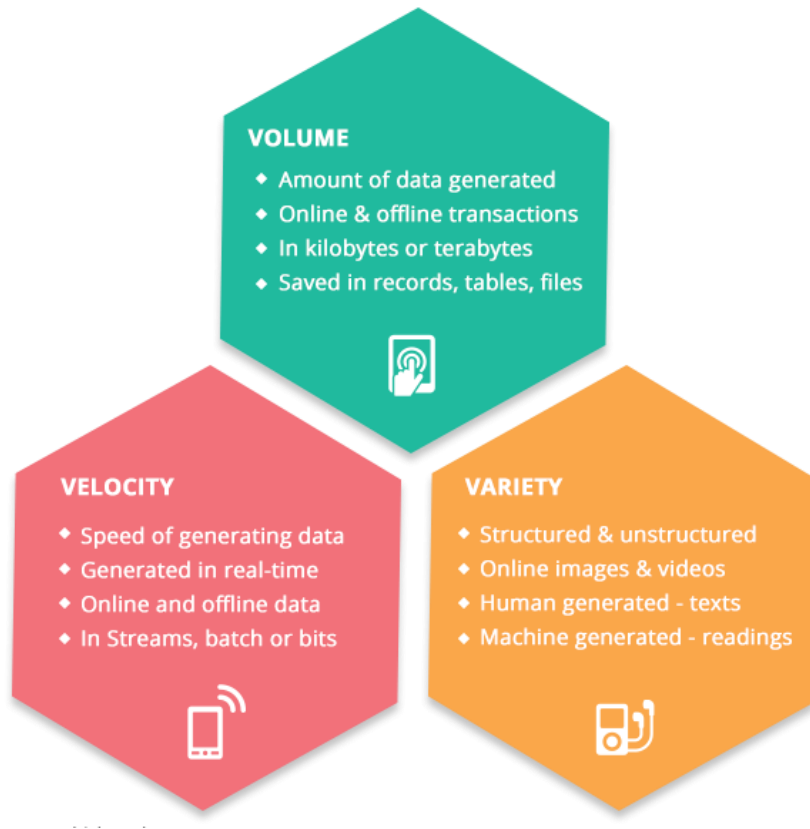 VOLUME
Amount of data generated
Online & offline transactions
In kilobytes or terabytes
Saved in records, tables, files
VELOCITY
Speed of generating data
Generated in real-time
Online and offline data
In Streams, batch or bits
VARIETY
Structured & unstructured
Online images & videos
Human generated - texts
Machine generated - readings